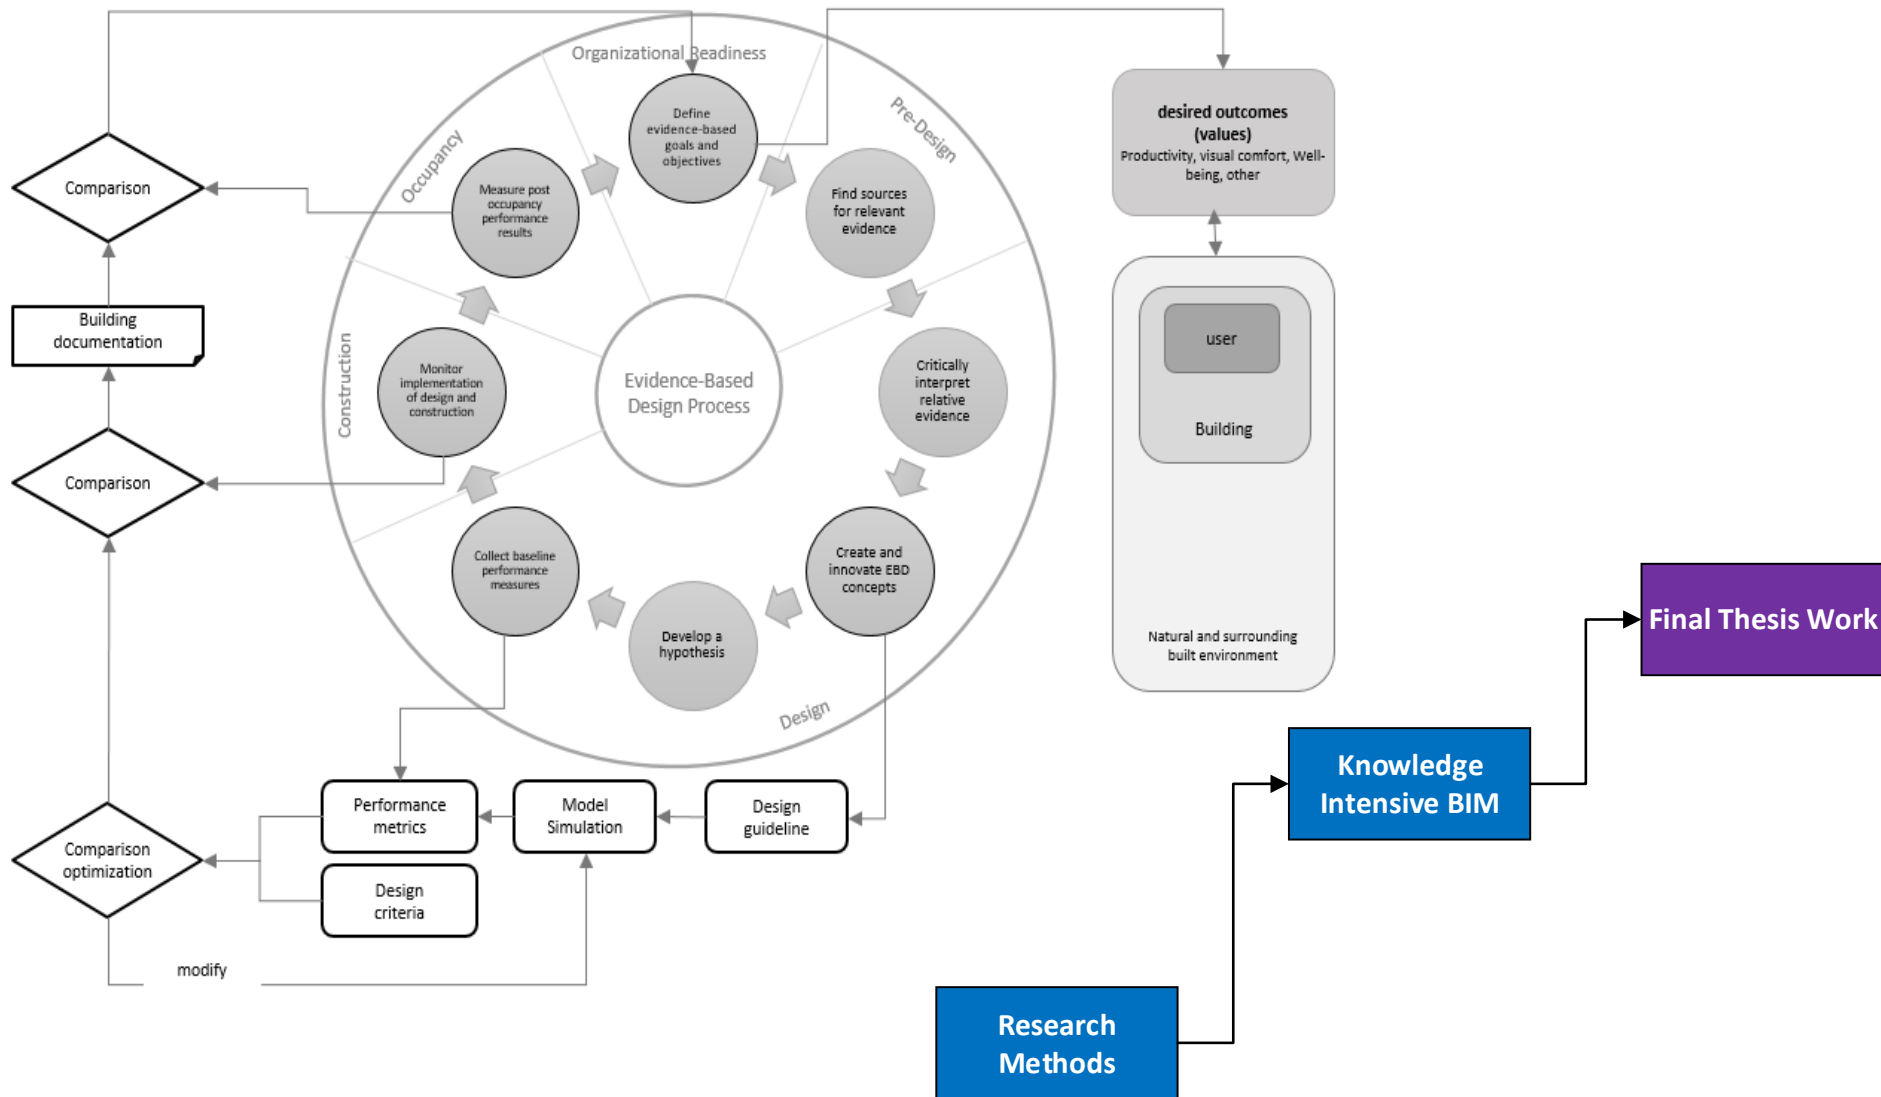 Organizational Readiness
Pre-Design
Design
Construction
Occupancy
Evidence-Based
Design Process
Define
evidence-based
goals and
objectives
Find sources
for relevant
evidence
Critically
interpret
relative
evidence
Create and
innovate EBD
concepts
Develop a
hypothesis
Collect baseline
performance
measures
Monitor
implementation
of design and
construction
Measure post
occupancy
performance
results
Comparison
Building
documentation
Comparison
Comparison
optimization
Performance
metrics
Model
Simulation
Design
guideline
Design
criteria
modify
desired outcomes
(values)
Productivity, visual comfort, Well-
being, other
user
Building
Natural and surrounding
built environment
Final Thesis Work
Knowledge
Intensive BIM
Research
Methods